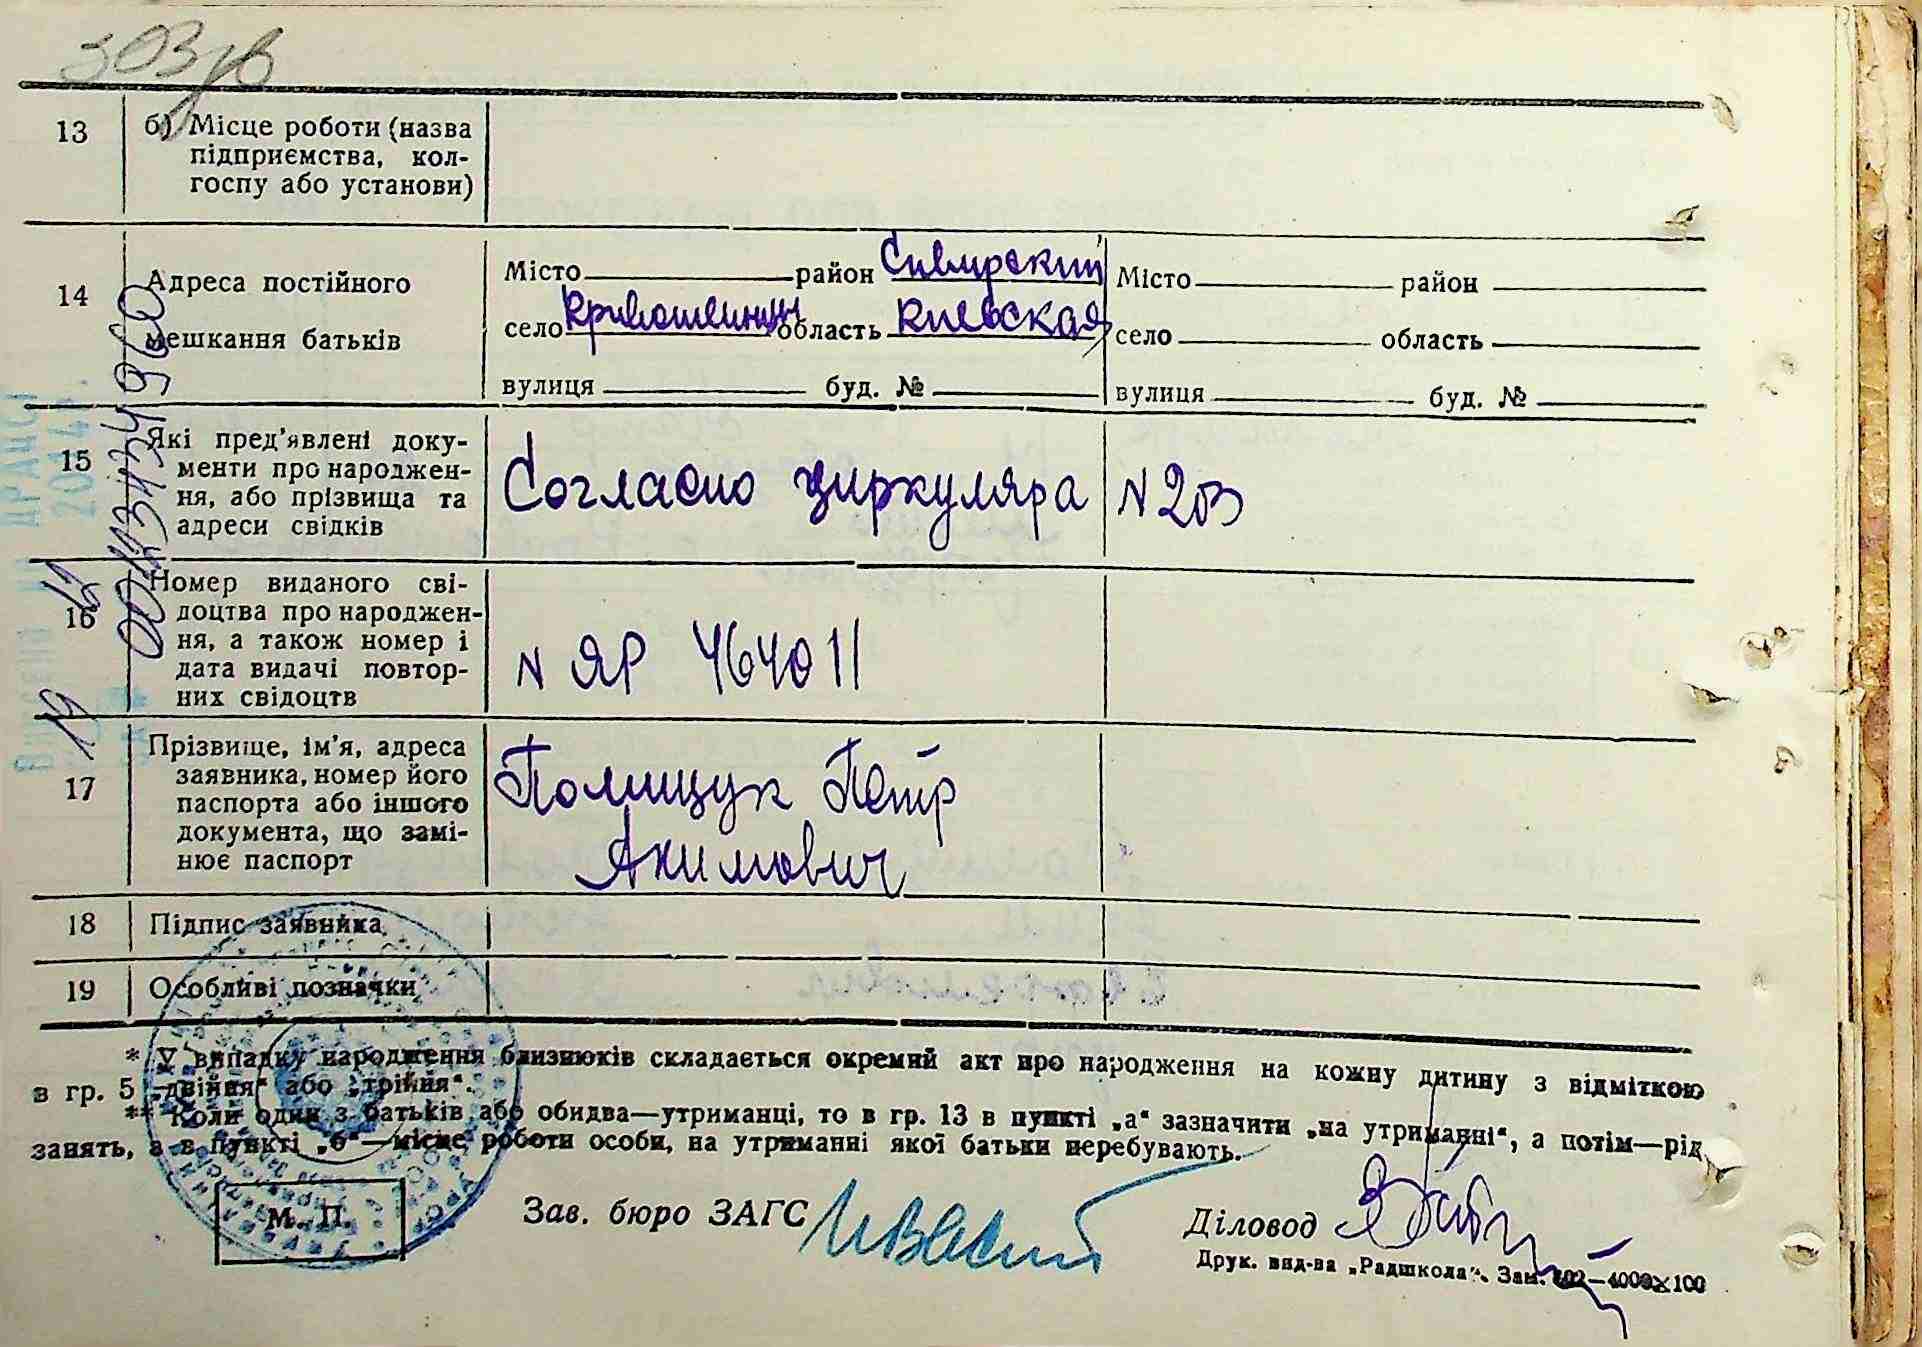 303
13 б) Місце роботи (назва
підприємства, кол-
госпу або установи)
14 Адреса постійного
мешкання батьків
Місто район Сквирский
село Кривошеинцы область Киевская
вулиця буд. №
Місто район
село область
вулиця буд. №
15 Які пред'явлені доку-
менти про народжен-
ня, або прізвища та
адреси свідків
Согласно циркуляра N 203
16 Номер виданого сві-
доцтва про народжен-
ня, а також номер і
дата видачі повтор-
них свідоцтв
N ЯР 464011
17 Прізвище, ім'я, адреса
заявника, номер його
паспорта або іншого
документа, що замі-
нює паспорт
Полищук Петр
Акимович
18 Підпис заявника
19 Особливі позначки
* У випадку народження близнюків складається окремий акт про народження на кожну дитину з відміткою
в гр. 5 „двійня“ або „трійня“.
** Коли один з батьків або обидва—утриманці, то в гр. 13 в пункті „а“ зазначити „на утриманні“, а потім—рід
занять, а в пункті „б“—місце роботи особи, на утриманні якої батьки перебувають.
М. П.
Зав. бюро ЗАГС
Діловод
Друк. вид-ва „Радшкола“. Зам. 602—4000×100